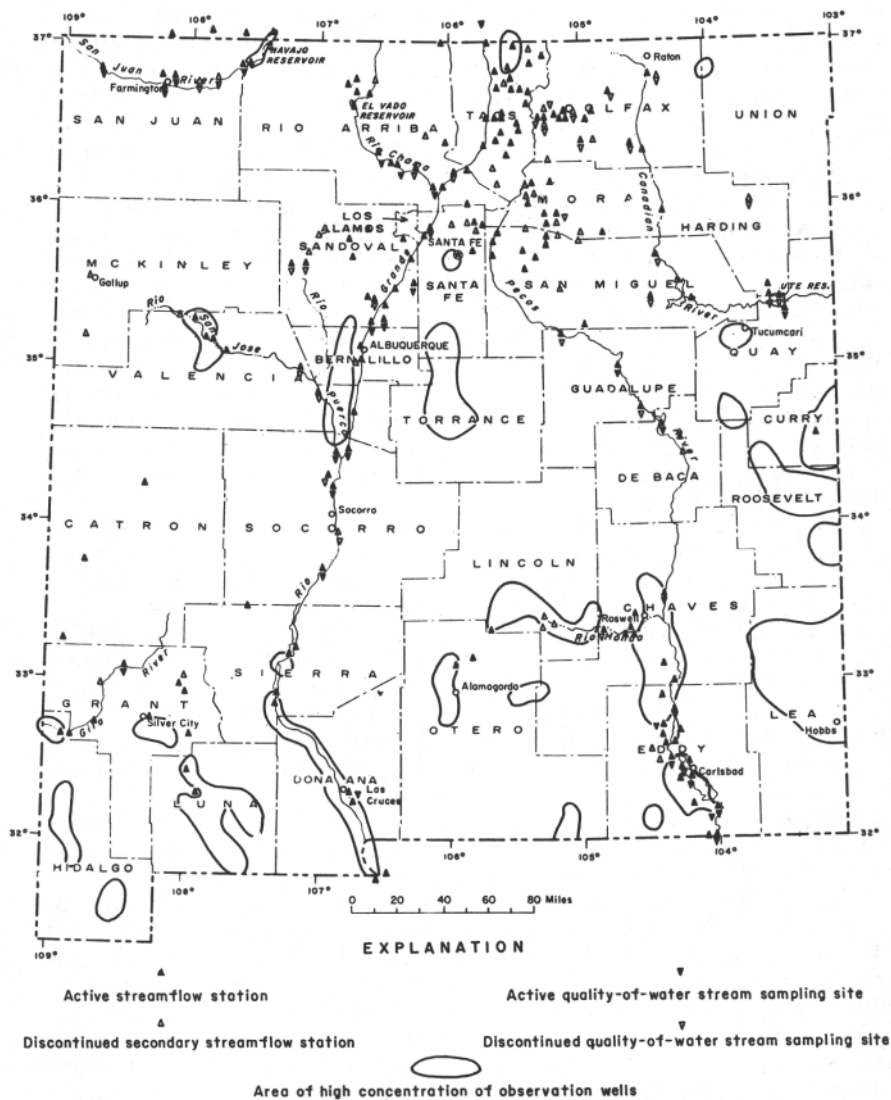 109° 108° 107° 106° 105° 104° 103°
37° 37°
San Juan River
NAVAJO RESERVOIR
Raton
Farmington
EL VADO RESERVOIR
SAN JUAN RIO ARRIBA TAOS COLFAX UNION
Rio Chama
Canadian
36° 36°
MORA
LOS ALAMOS
HARDING
SANDOVAL
SANTA FE
MCKINLEY
Gallup
Rio Grande
SANTA FE
Pecos
SAN MIGUEL
UTE RES.
River
Rio San Jose
Rio Puerco
Tucumcari
ALBUQUERQUE
35° 35°
BERNALILLO
QUAY
VALENCIA
GUADALUPE
TORRANCE
CURRY
River
DE BACA
ROOSEVELT
34° 34°
Socorro
CATRON SOCORRO
LINCOLN
Rio
CHAVES
Roswell
Rio Hondo
33° 33°
River
SIERRA
GRANT
Alamogordo
Silver City
Gila
OTERO
LEA
Hobbs
EDDY
Carlsbad
DONA ANA
Las Cruces
LUNA
32° 32°
HIDALGO
109° 108° 107° 106° 105° 104°
0 20 40 60 80 Miles
EXPLANATION
Active streamflow station
Active quality-of-water stream sampling site
Discontinued secondary streamflow station
Discontinued quality-of-water stream sampling site
Area of high concentration of observation wells